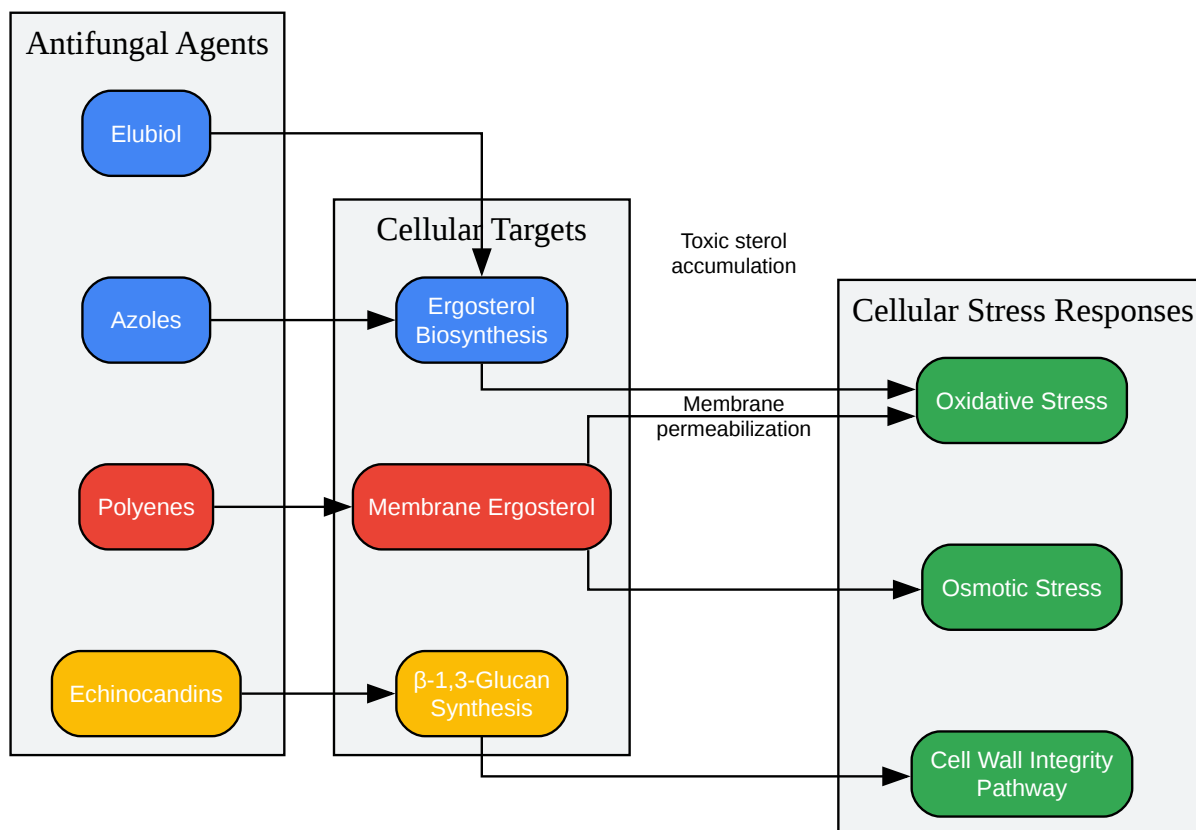 Antifungal Agents
Elubiol
Azoles
Polyenes
Echinocandins
Cellular Targets
Ergosterol
Biosynthesis
Membrane Ergosterol
β-1,3-Glucan
Synthesis
Toxic sterol
accumulation
Membrane
permeabilization
Cellular Stress Responses
Oxidative Stress
Osmotic Stress
Cell Wall Integrity
Pathway